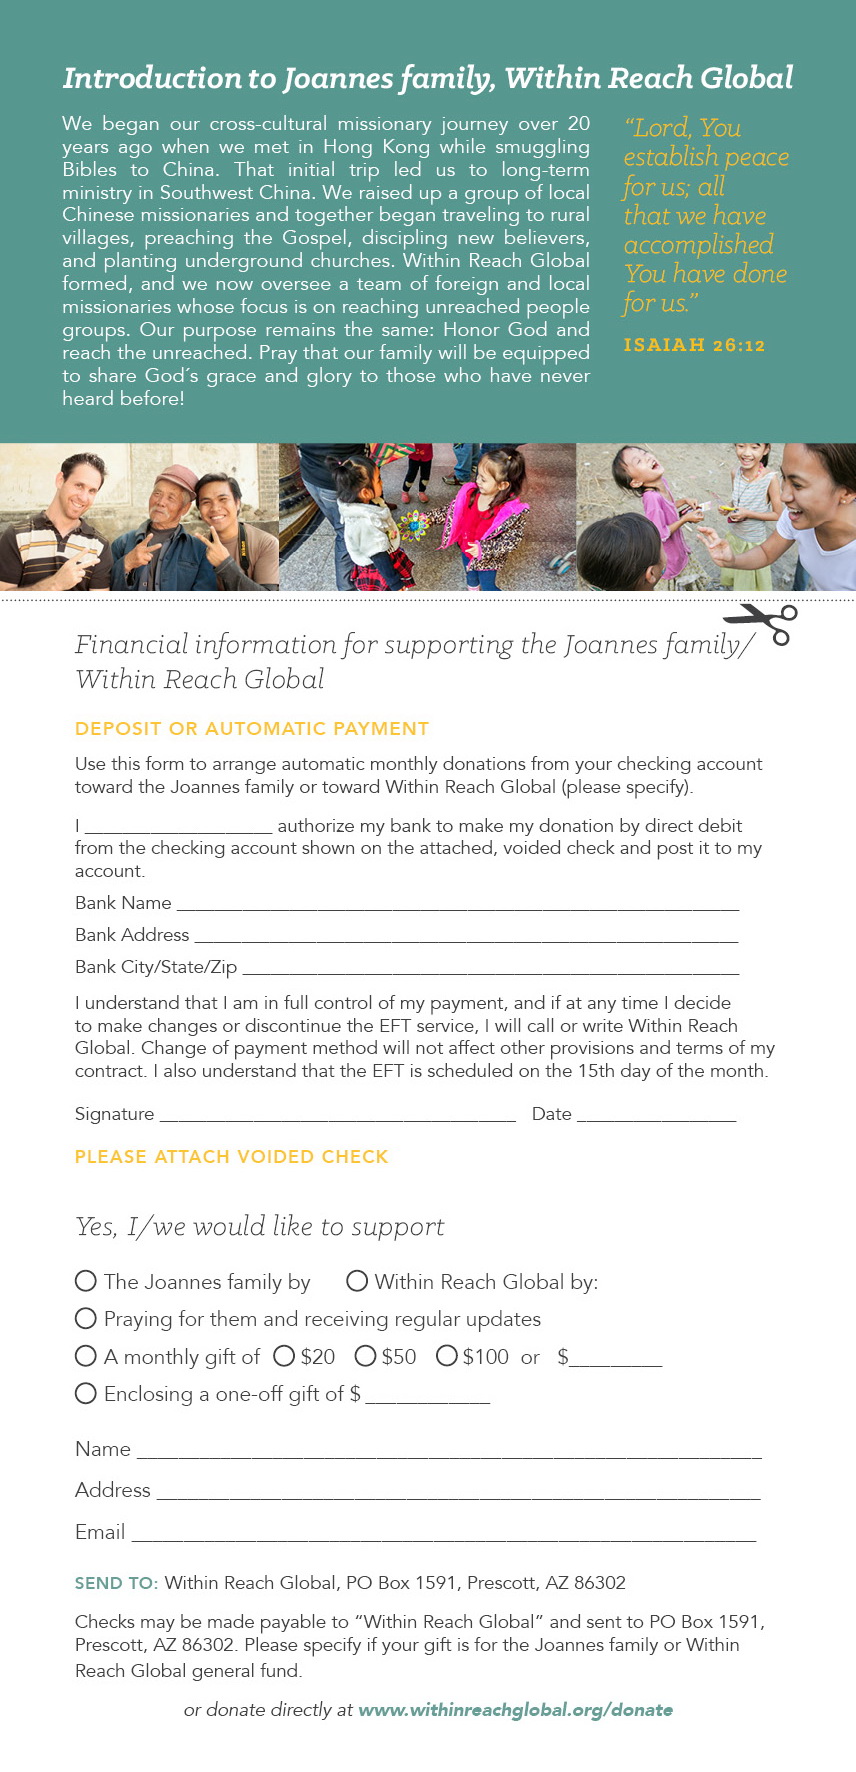 Introduction to Joannes family, Within Reach Global
We began our cross-cultural missionary journey over 20
years ago when we met in Hong Kong while smuggling
Bibles to China. That initial trip led us to long-term
ministry in Southwest China. We raised up a group of local
Chinese missionaries and together began traveling to rural
villages, preaching the Gospel, discipling new believers,
and planting underground churches. Within Reach Global
formed, and we now oversee a team of foreign and local
missionaries whose focus is on reaching unreached people
groups. Our purpose remains the same: Honor God and
reach the unreached. Pray that our family will be equipped
to share God´s grace and glory to those who have never
heard before!
“Lord, You
establish peace
for us; all
that we have
accomplished
You have done
for us.”
ISAIAH 26:12
Financial information for supporting the Joannes family/
Within Reach Global
DEPOSIT OR AUTOMATIC PAYMENT
Use this form to arrange automatic monthly donations from your checking account
toward the Joannes family or toward Within Reach Global (please specify).
I ____________________ authorize my bank to make my donation by direct debit
from the checking account shown on the attached, voided check and post it to my
account.
Bank Name ____________________________________________________________
Bank Address __________________________________________________________
Bank City/State/Zip _____________________________________________________
I understand that I am in full control of my payment, and if at any time I decide
to make changes or discontinue the EFT service, I will call or write Within Reach
Global. Change of payment method will not affect other provisions and terms of my
contract. I also understand that the EFT is scheduled on the 15th day of the month.
Signature ______________________________________ Date _________________
PLEASE ATTACH VOIDED CHECK
Yes, I/we would like to support
The Joannes family by Within Reach Global by:
Praying for them and receiving regular updates
A monthly gift of $20 $50 $100 or $_________
Enclosing a one-off gift of $ ____________
Name ____________________________________________________________
Address __________________________________________________________
Email ____________________________________________________________
SEND TO: Within Reach Global, PO Box 1591, Prescott, AZ 86302
Checks may be made payable to “Within Reach Global” and sent to PO Box 1591,
Prescott, AZ 86302. Please specify if your gift is for the Joannes family or Within
Reach Global general fund.
or donate directly at www.withinreachglobal.org/donate